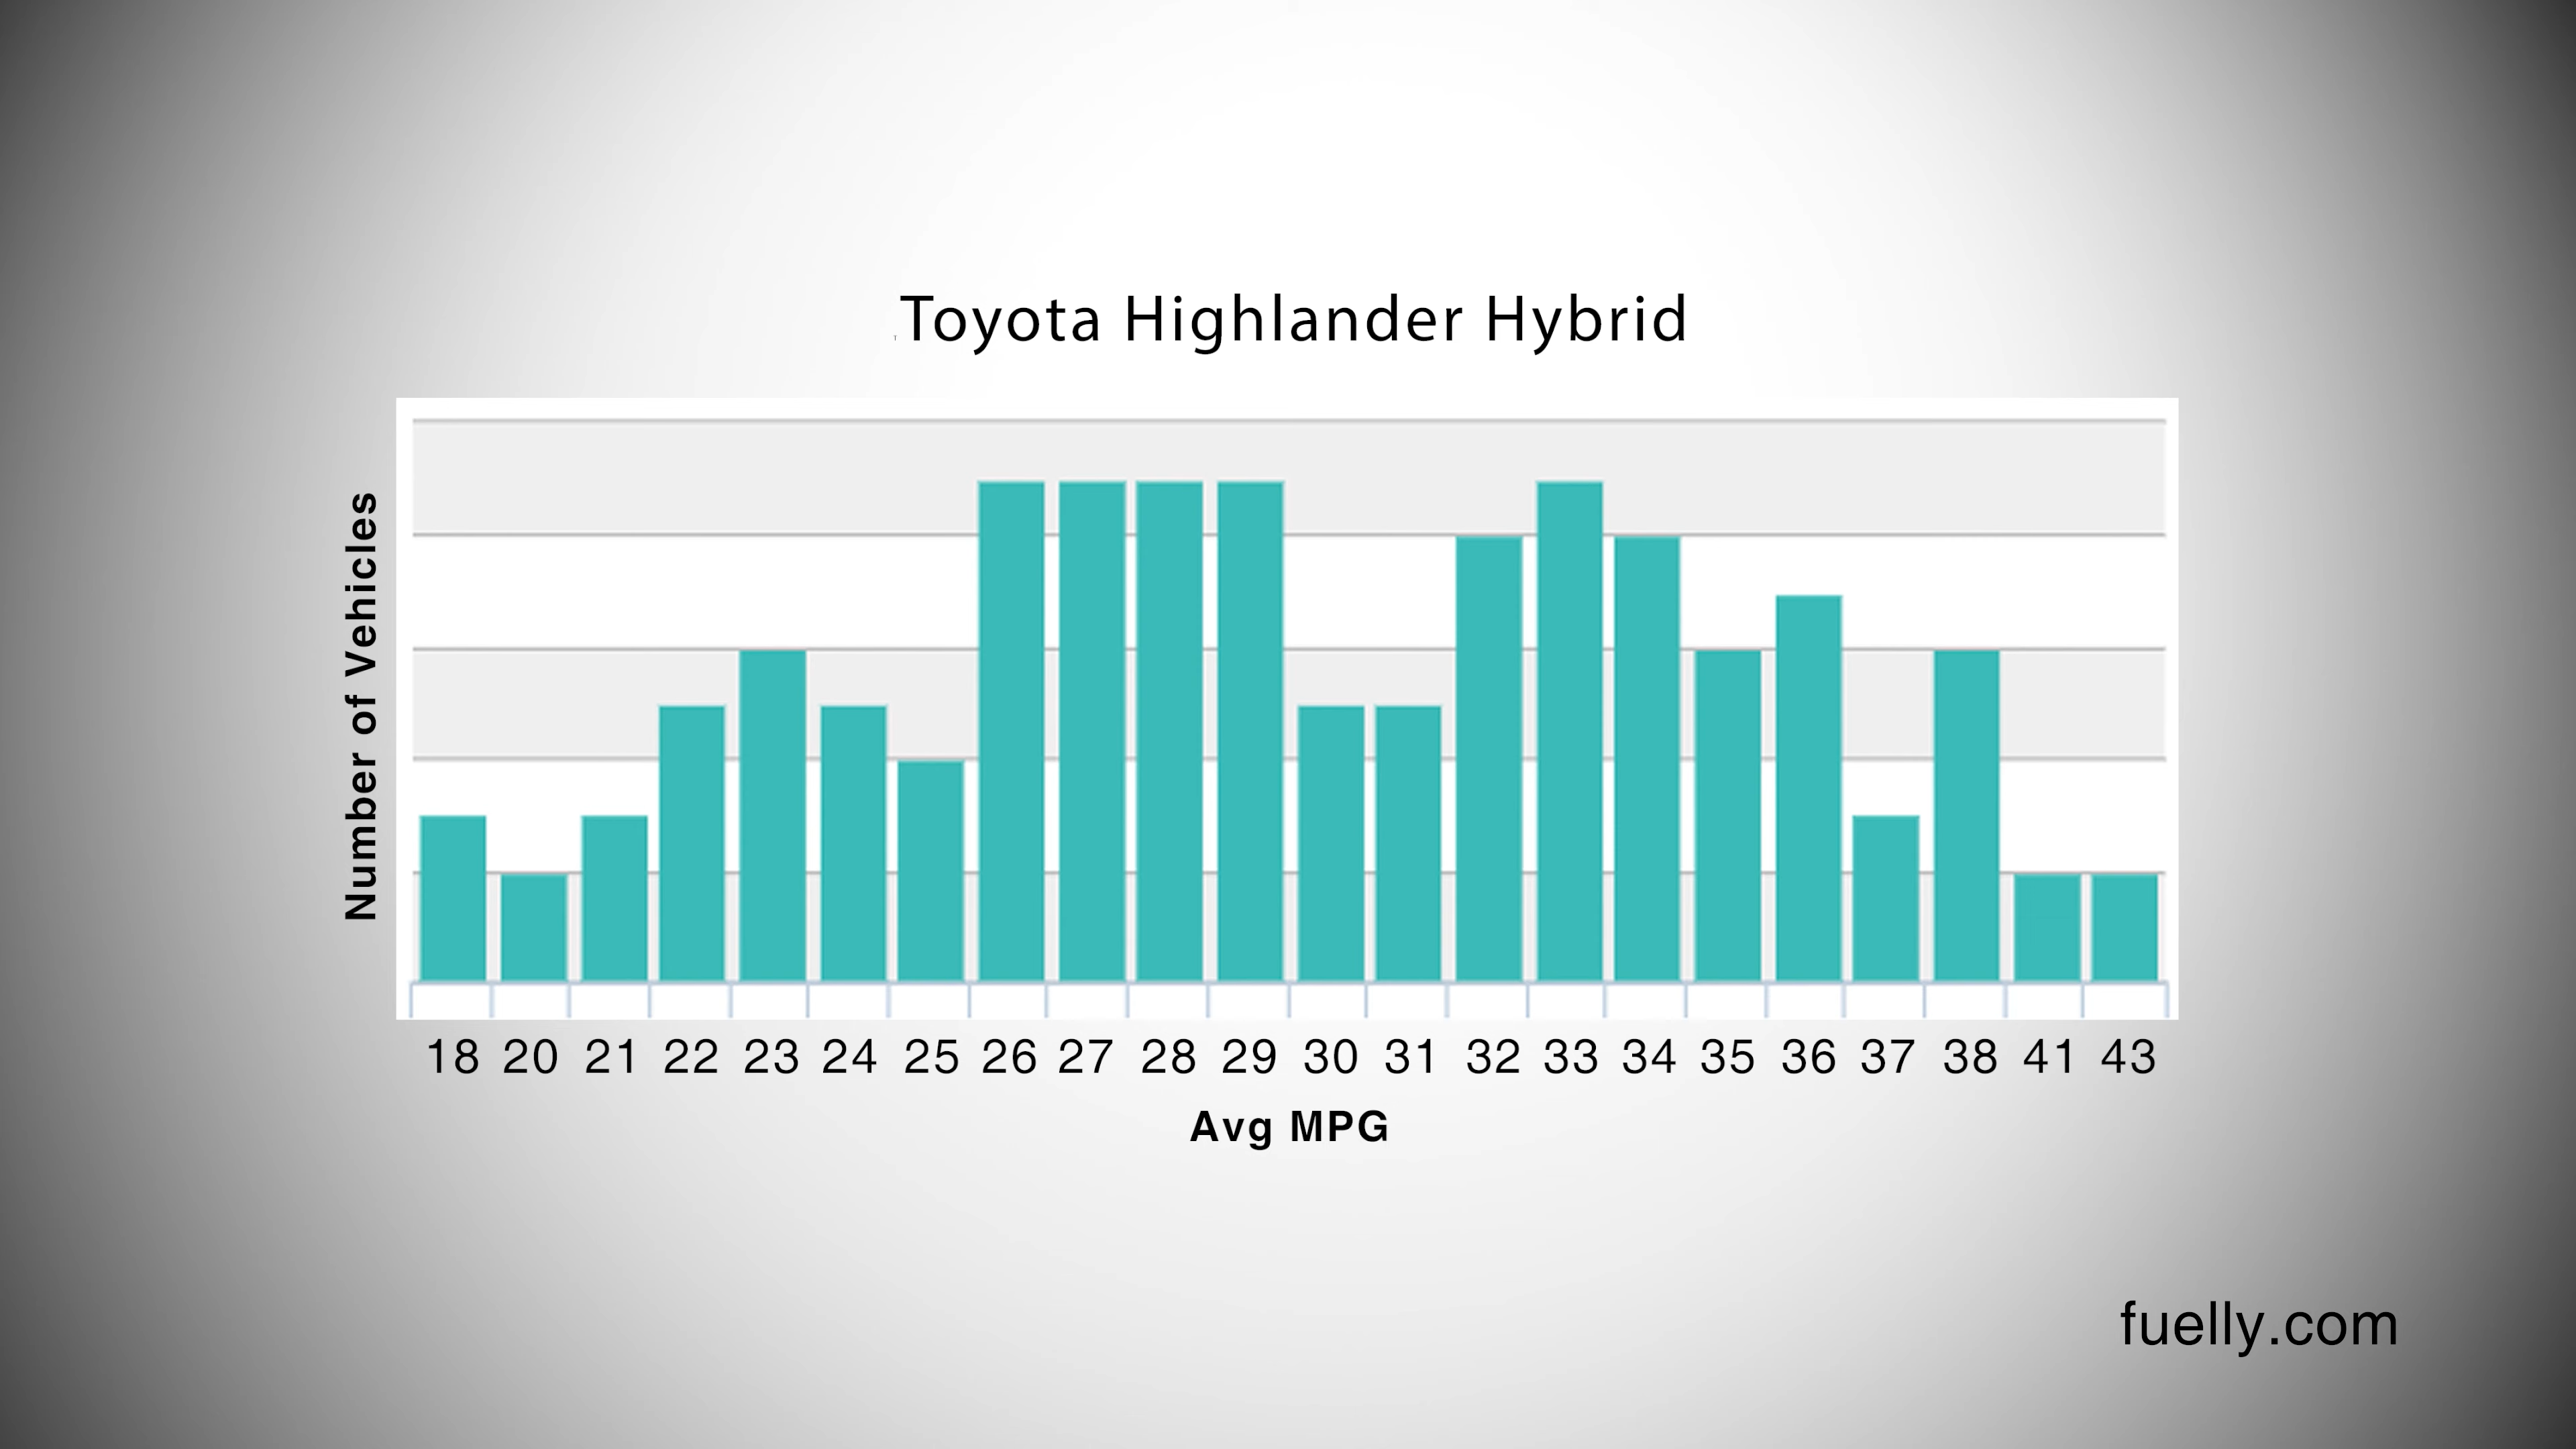 Toyota Highlander Hybrid
Number of Vehicles
18 20 21 22 23 24 25 26 27 28 29 30 31 32 33 34 35 36 37 38 41 43
Avg MPG
fuelly.com